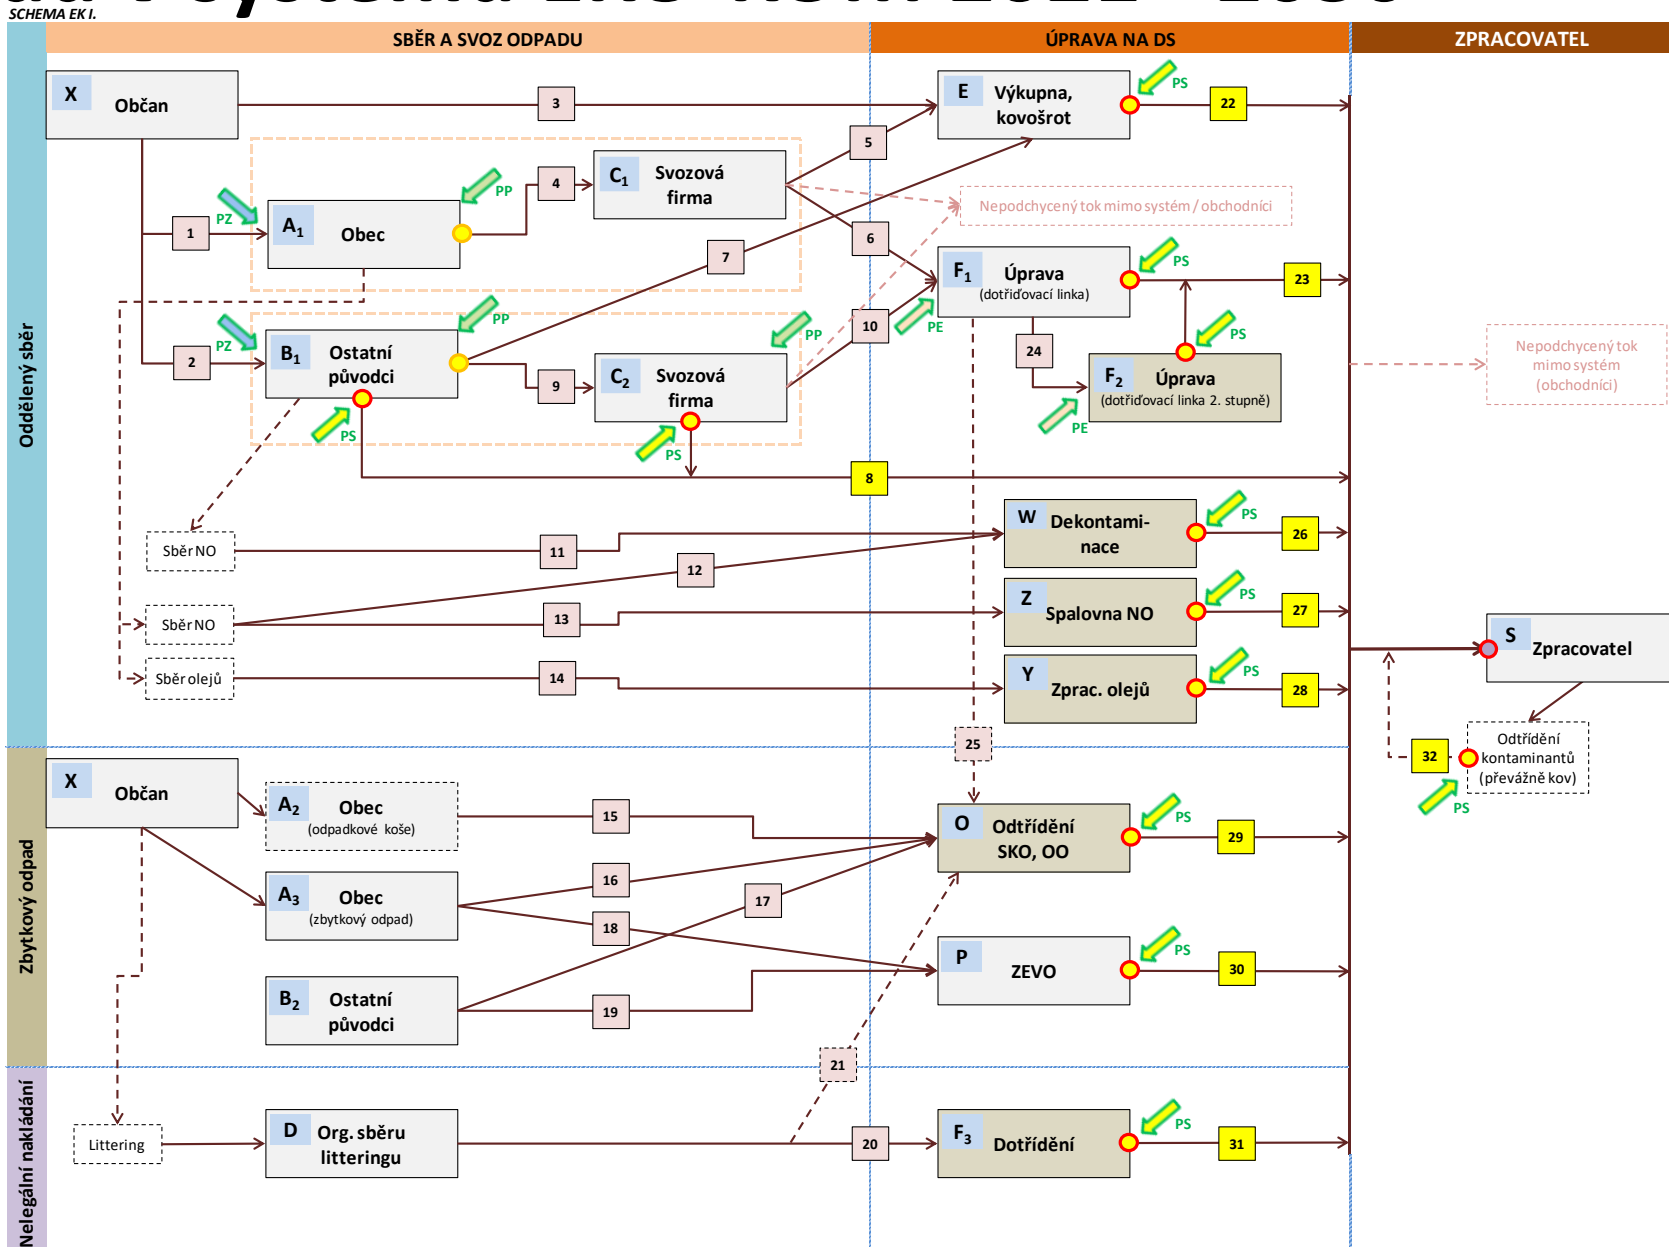 SCHEMA EK I.
SBĚR A SVOZ ODPADU
ÚPRAVA NA DS
ZPRACOVATEL
Oddělený sběr
X
Občan
3
E
Výkupna,
kovošrot
PS
22
5
4
C1
Svozová
firma
PZ
PP
1
A1
Obec
Nepodchycený tok mimo systém / obchodníci
6
7
F1
Úprava
(dotřiďovací linka)
PS
23
PE
10
PZ
PP
PP
2
B1
Ostatní
původci
9
C2
Svozová
firma
24
PS
F2
Úprava
(dotřiďovací linka 2. stupně)
PE
Nepodchycený tok
mimo systém
(obchodníci)
PS
PS
8
W
Dekontami-
nace
PS
26
Sběr NO
11
12
Z
Spalovna NO
PS
27
Sběr NO
13
S
Zpracovatel
Y
Zprac. olejů
PS
28
Sběr olejů
14
25
32
Odtřídění
kontaminantů
(převážně kov)
PS
Zbytkový odpad
X
Občan
A2
Obec
(odpadkové koše)
15
O
Odtřídění
SKO, OO
PS
29
A3
Obec
(zbytkový odpad)
16
17
18
P
ZEVO
PS
30
B2
Ostatní
původci
19
21
Nelegální nakládání
Littering
D
Org. sběru
litteringu
20
F3
Dotřídění
PS
31